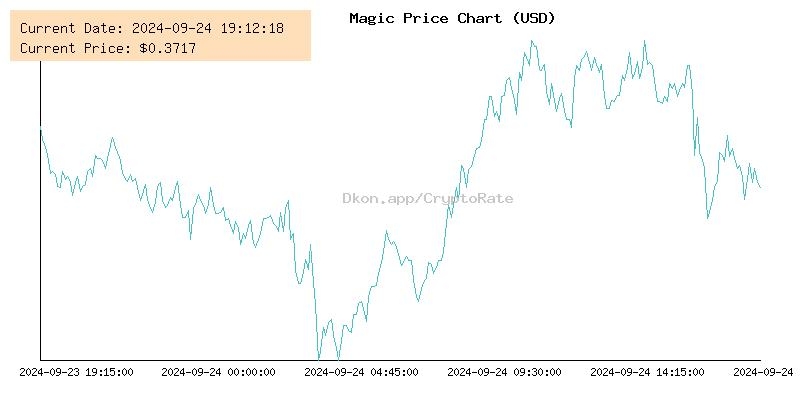 Magic Price Chart (USD)
Current Date: 2024-09-24 19:12:18
Current Price: $0.3717
Dkon.app/CryptoRate
2024-09-23 19:15:00 2024-09-24 00:00:00 2024-09-24 04:45:00 2024-09-24 09:30:00 2024-09-24 14:15:00 2024-09-24